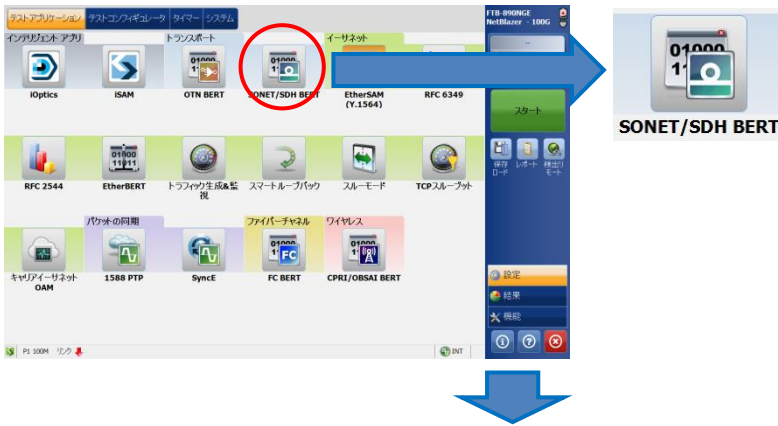 テストアプリケーション テストコンフィギュレータ タイマー システム
FTB-890NGE
NetBlazer - 100G
インテリジェント アプリ トランスポート イーサネット
--
iOptics iSAM OTN BERT SONET/SDH BERT EtherSAM (Y.1564) RFC 6349
SONET/SDH BERT
スタート
保存 ロード レポート 検出リモート
RFC 2544 EtherBERT トラフィック生成&監視 スマートループバック スルーモード TCPスループット
パケットの同期 ファイバーチャネル ワイヤレス
キャリアイーサネット OAM 1588 PTP SyncE FC BERT CPRI/OBSAI BERT
設定
結果
機能
P1 100M リンク INT